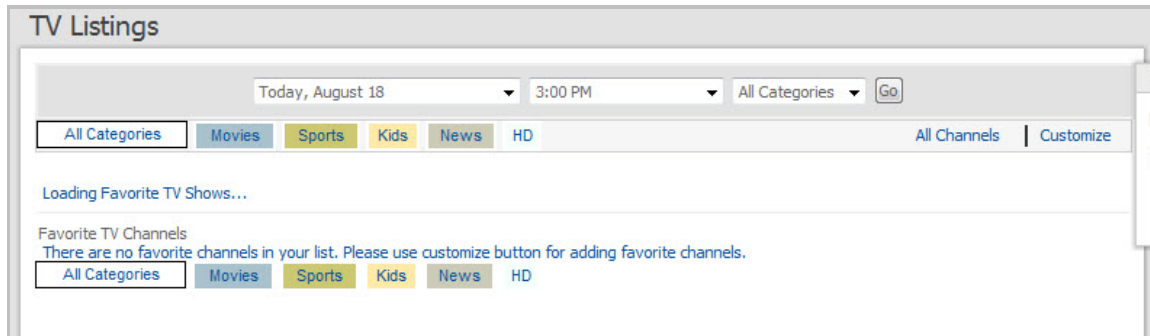 TV Listings
Today, August 18 3:00 PM All Categories Go
All Categories Movies Sports Kids News HD All Channels Customize
Loading Favorite TV Shows...
Favorite TV Channels
There are no favorite channels in your list. Please use customize button for adding favorite channels.
All Categories Movies Sports Kids News HD